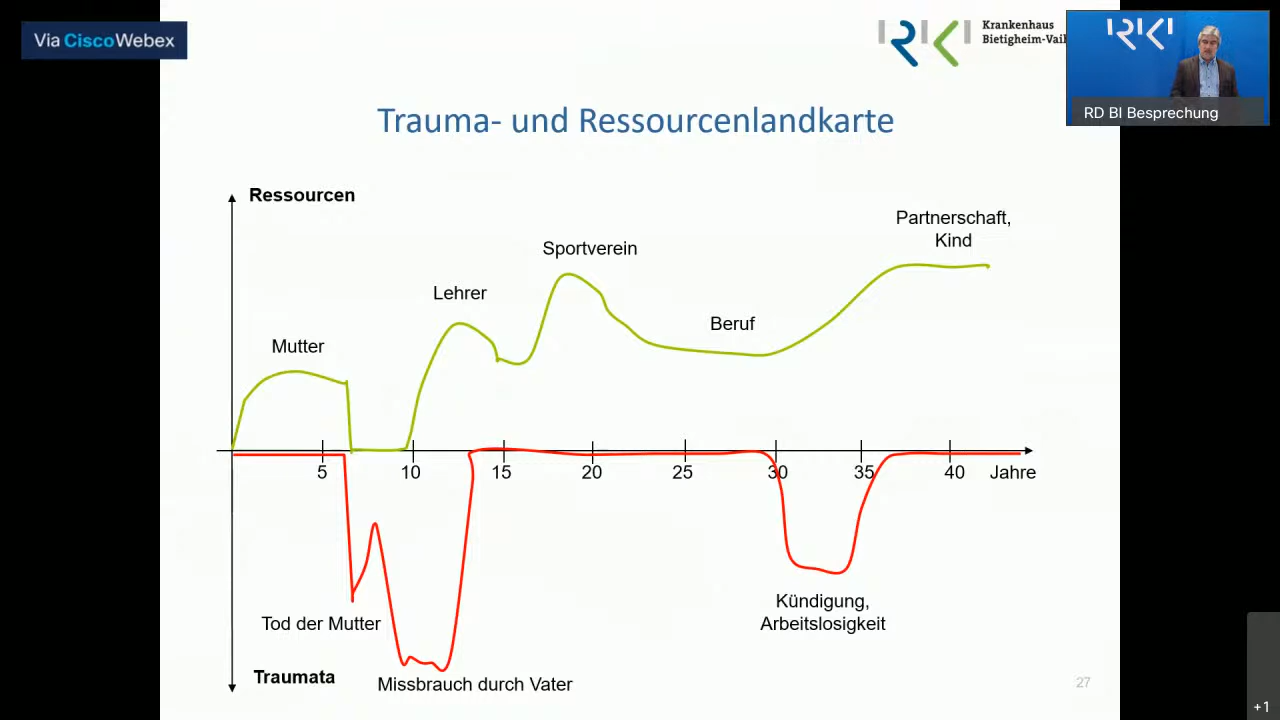 Via CiscoWebex
Krankenhaus
Bietigheim-Vaih
RD BI Besprechung
Trauma- und Ressourcenlandkarte
Ressourcen
Partnerschaft,
Kind
Sportverein
Lehrer
Beruf
Mutter
5 10 15 20 25 30 35 40 Jahre
Kündigung,
Arbeitslosigkeit
Tod der Mutter
Traumata
Missbrauch durch Vater
27
+1